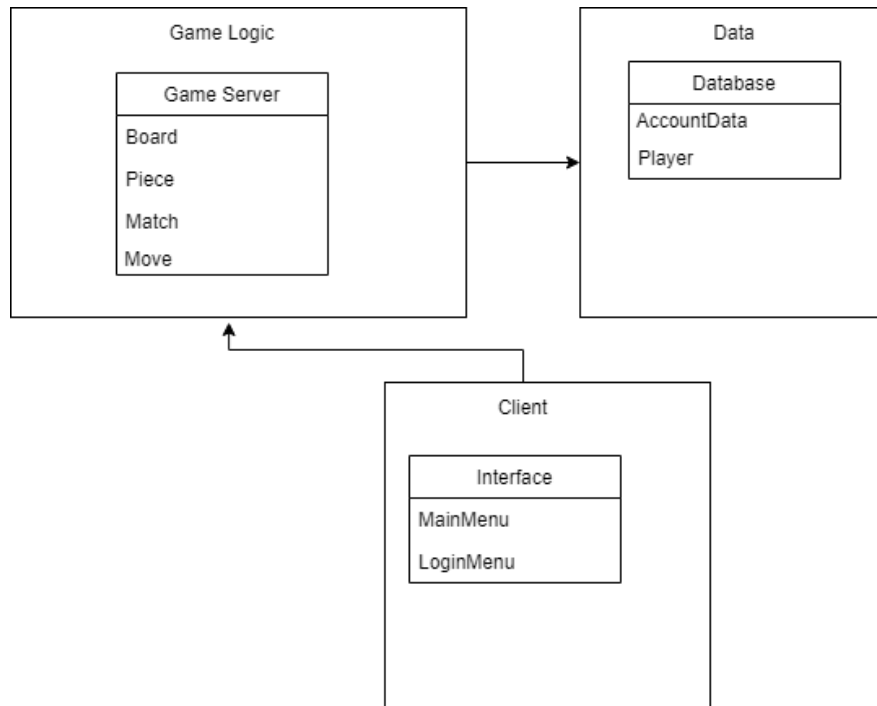 Game Logic
Game Server
Board
Piece
Match
Move
Data
Database
AccountData
Player
Client
Interface
MainMenu
LoginMenu